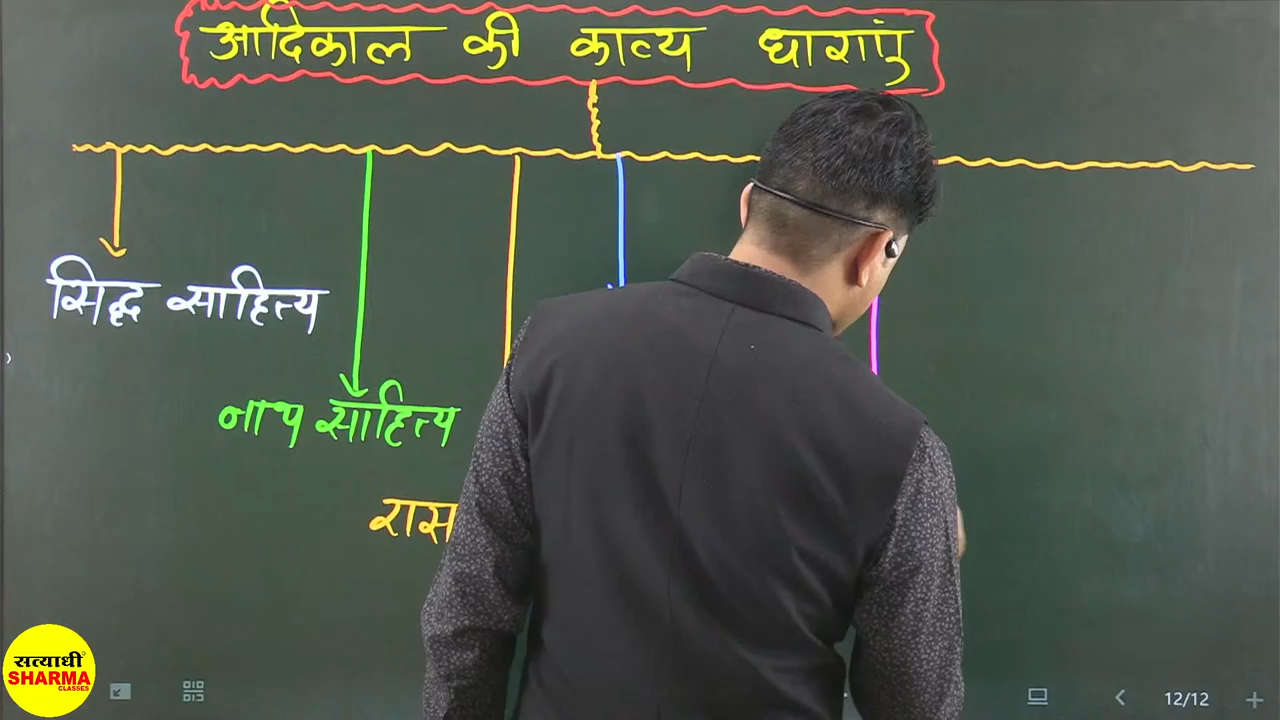 आदिकाल की काव्य धाराएं
सिद्ध साहित्य
नाथ साहित्य
रास
सत्यार्थी
SHARMA
CLASSES
12/12